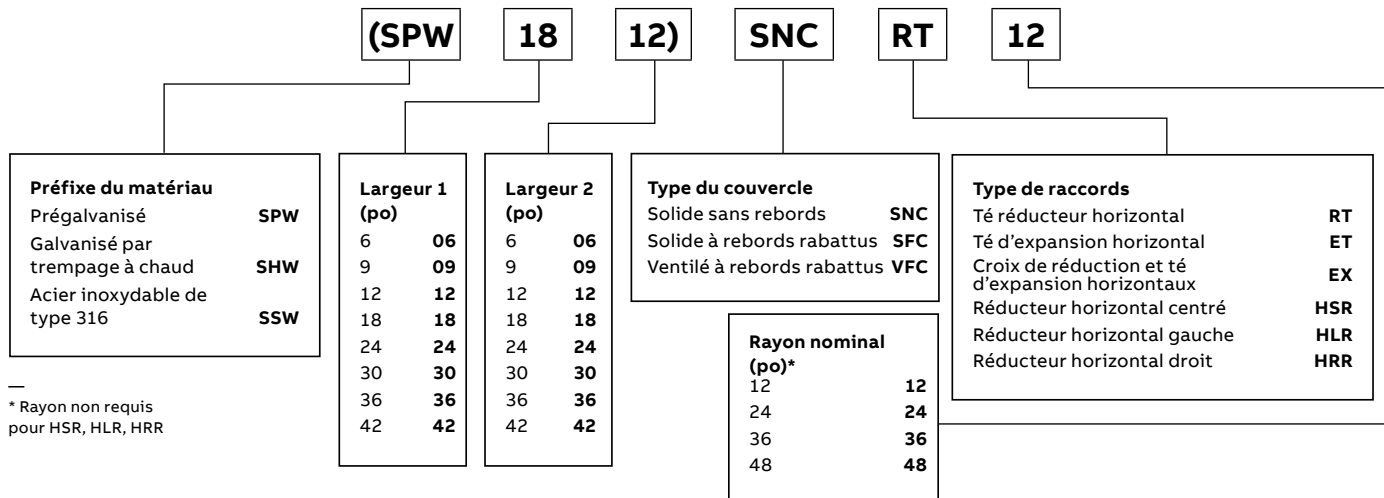 (SPW 18 12) SNC RT 12
Préfixe du matériau
Prégalvanisé SPW
Galvanisé par
trempage à chaud SHW
Acier inoxydable de
type 316 SSW
—
* Rayon non requis
pour HSR, HLR, HRR
Largeur 1
(po)
6 06
9 09
12 12
18 18
24 24
30 30
36 36
42 42
Largeur 2
(po)
6 06
9 09
12 12
18 18
24 24
30 30
36 36
42 42
Type du couvercle
Solide sans rebords SNC
Solide à rebords rabattus SFC
Ventilé à rebords rabattus VFC
Rayon nominal
(po)*
12 12
24 24
36 36
48 48
Type de raccords
Té réducteur horizontal RT
Té d’expansion horizontal ET
Croix de réduction et té
d’expansion horizontaux EX
Réducteur horizontal centré HSR
Réducteur horizontal gauche HLR
Réducteur horizontal droit HRR